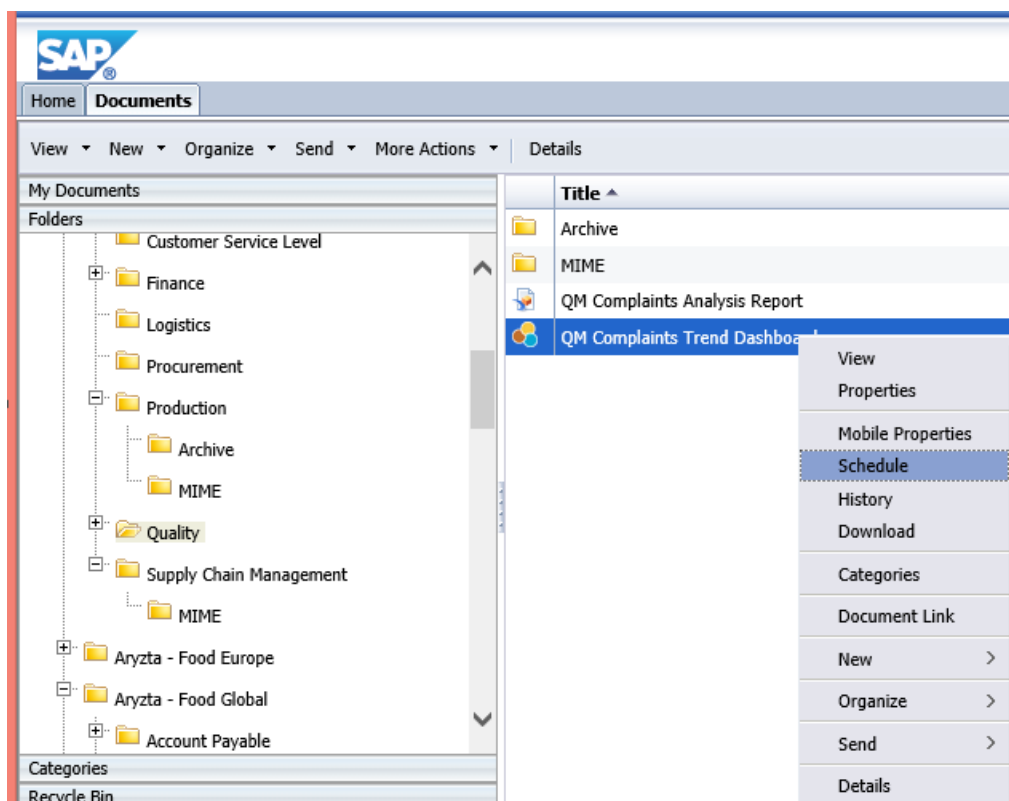 SAP®
Home Documents
View New Organize Send More Actions Details
My Documents
Folders
Customer Service Level
Finance
Logistics
Procurement
Production
Archive
MIME
Quality
Supply Chain Management
MIME
Aryzta - Food Europe
Aryzta - Food Global
Account Payable
Categories
Recycle Bin
Title
Archive
MIME
QM Complaints Analysis Report
QM Complaints Trend Dashboard
View
Properties
Mobile Properties
Schedule
History
Download
Categories
Document Link
New
Organize
Send
Details